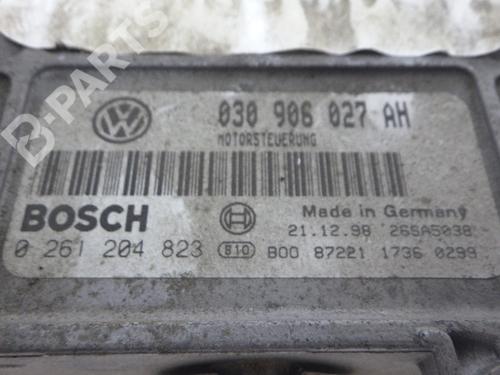 B-PARTS
030 906 027 AH
MOTORSTEUERUNG
BOSCH
Made in Germany
21.12.98 26SA5038
0 261 204 823 B10 B00 87221 1736 0299